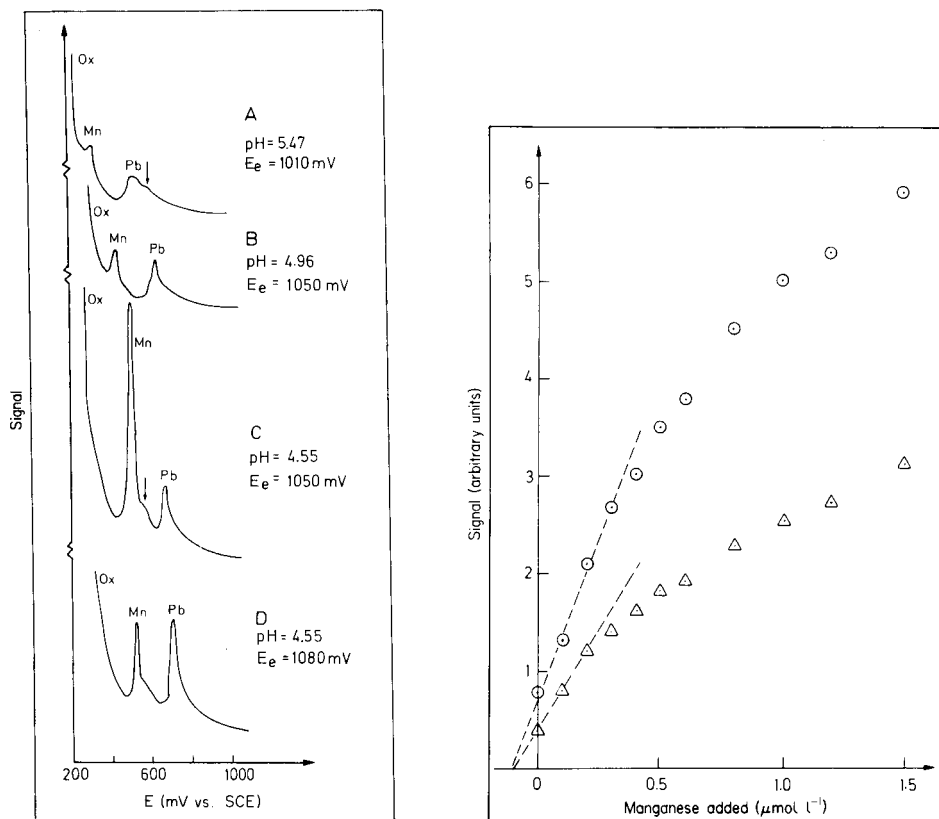 Ox
Mn
Pb
A
pH = 5.47
Ee = 1010 mV
Ox
Mn
Pb
B
pH = 4.96
Ee = 1050 mV
Ox
Mn
Pb
C
pH = 4.55
Ee = 1050 mV
Ox
Mn
Pb
D
pH = 4.55
Ee = 1080 mV
Signal
200
600
1000
E (mV vs. SCE)
6
5
4
3
2
1
Signal (arbitrary units)
0
0.5
1.0
1.5
Manganese added (μmol l⁻¹)